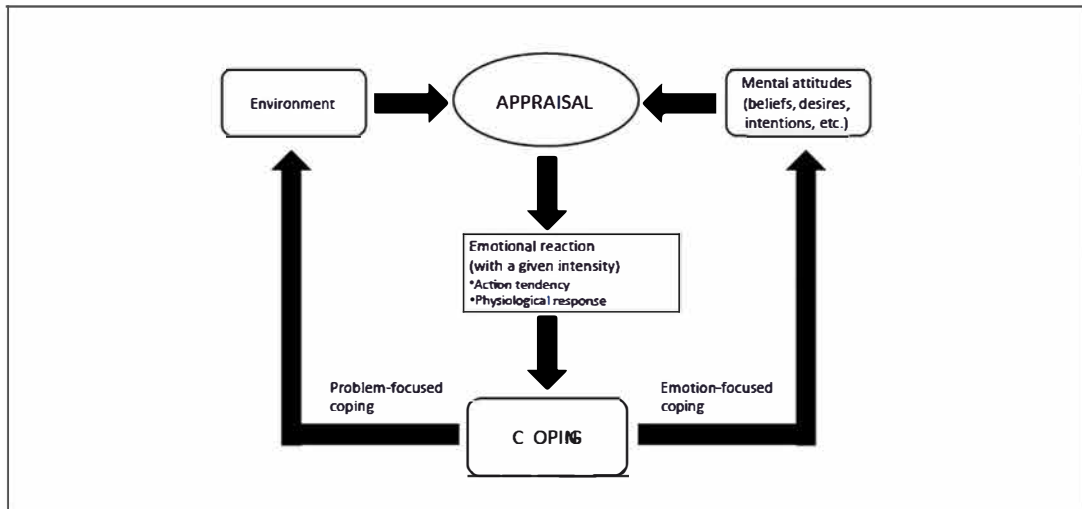 Environment
APPRAISAL
Mental attitudes
(beliefs, desires,
intentions, etc.)
Emotional reaction
(with a given intensity)
•Action tendency
•Physiological response
Problem-focused
coping
Emotion-focused
coping
COPING